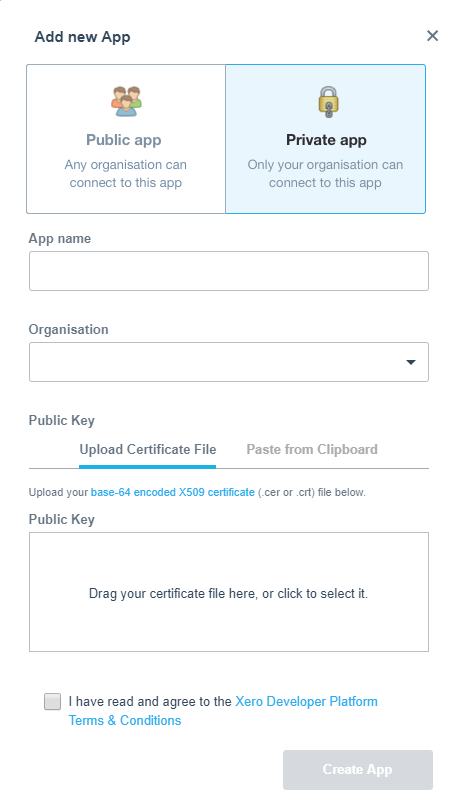 Add new App
Public app
Any organisation can
connect to this app
Private app
Only your organisation can
connect to this app
App name
Organisation
Public Key
Upload Certificate File
Paste from Clipboard
Upload your base-64 encoded X509 certificate (.cer or .crt) file below.
Public Key
Drag your certificate file here, or click to select it.
I have read and agree to the Xero Developer Platform
Terms & Conditions
Create App